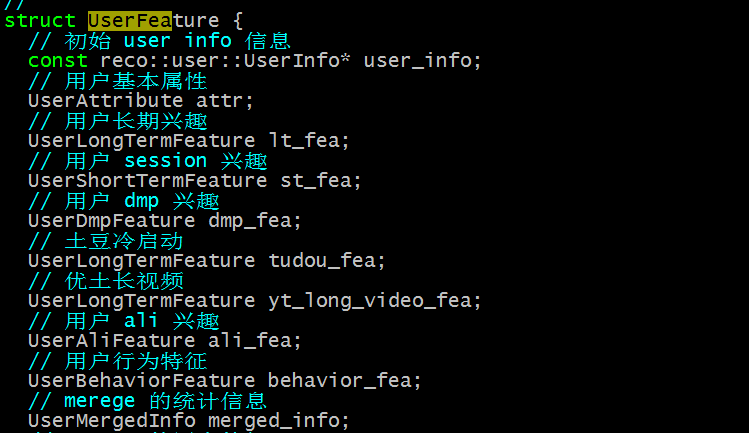 //
struct UserFeature {
// 初始 user info 信息
const reco::user::UserInfo* user_info;
// 用户基本属性
UserAttribute attr;
// 用户长期兴趣
UserLongTermFeature lt_fea;
// 用户 session 兴趣
UserShortTermFeature st_fea;
// 用户 dmp 兴趣
UserDmpFeature dmp_fea;
// 土豆冷启动
UserLongTermFeature tudou_fea;
// 优土长视频
UserLongTermFeature yt_long_video_fea;
// 用户 ali 兴趣
UserAliFeature ali_fea;
// 用户行为特征
UserBehaviorFeature behavior_fea;
// merege 的统计信息
UserMergedInfo merged_info;